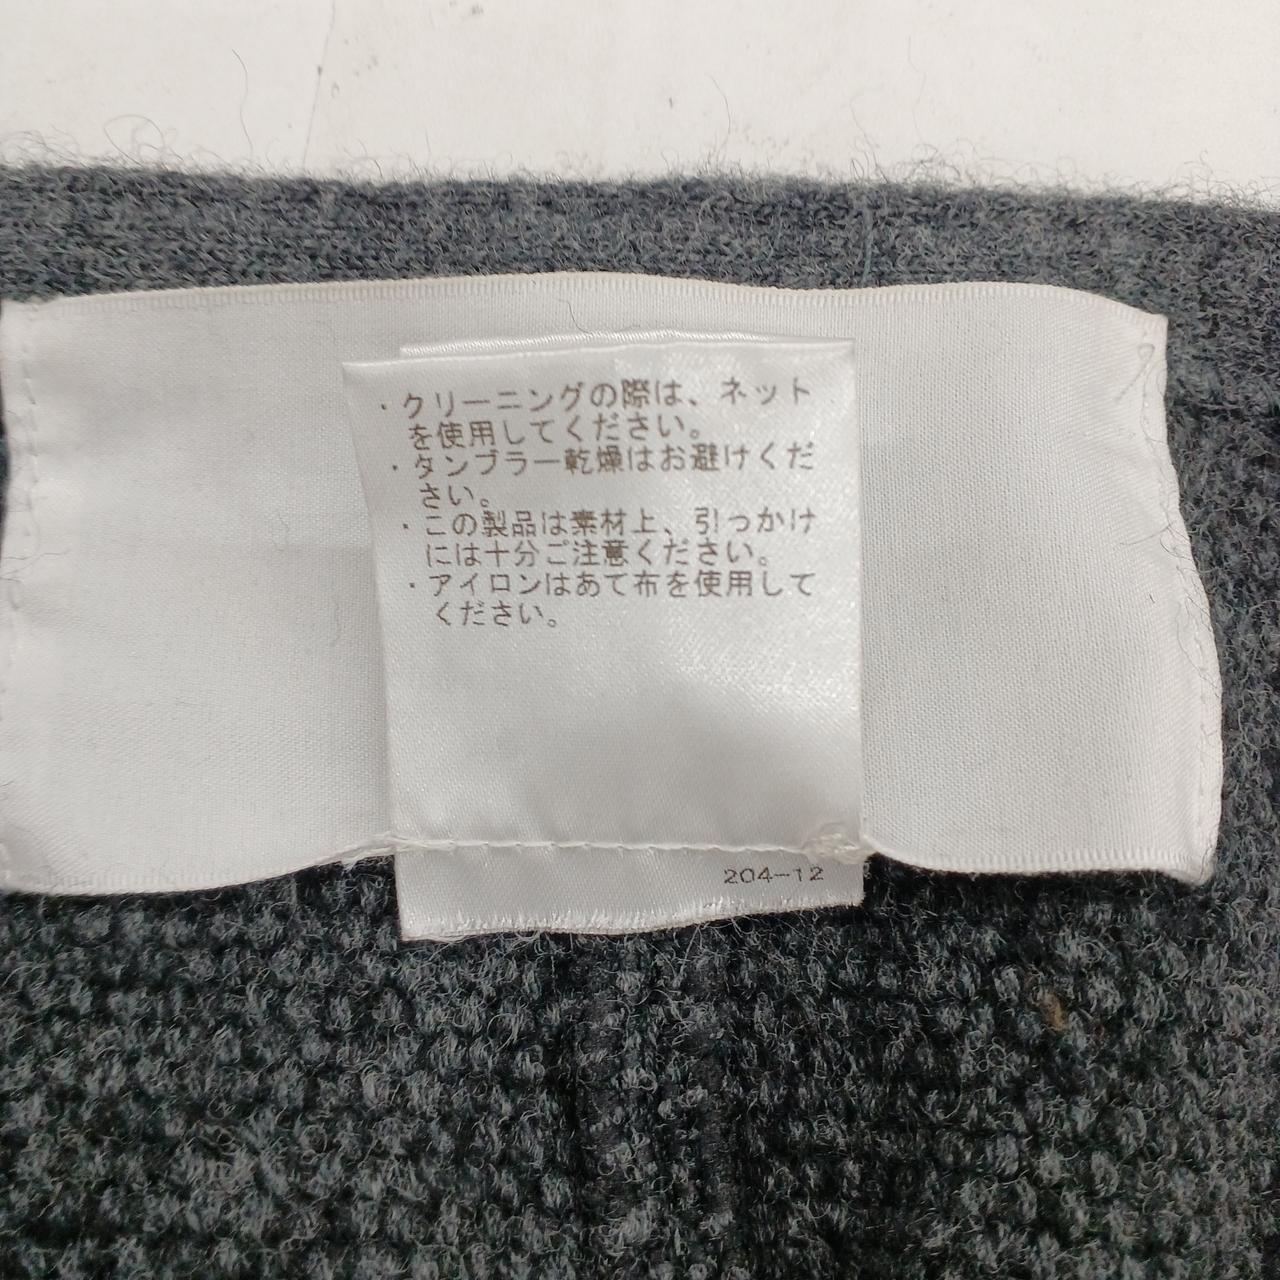 ・クリーニングの際は、ネット
を使用してください。
・タンブラー乾燥はお避けくだ
さい。
・この製品は素材上、引っかけ
には十分ご注意ください。
・アイロンはあて布を使用して
ください。
204-12